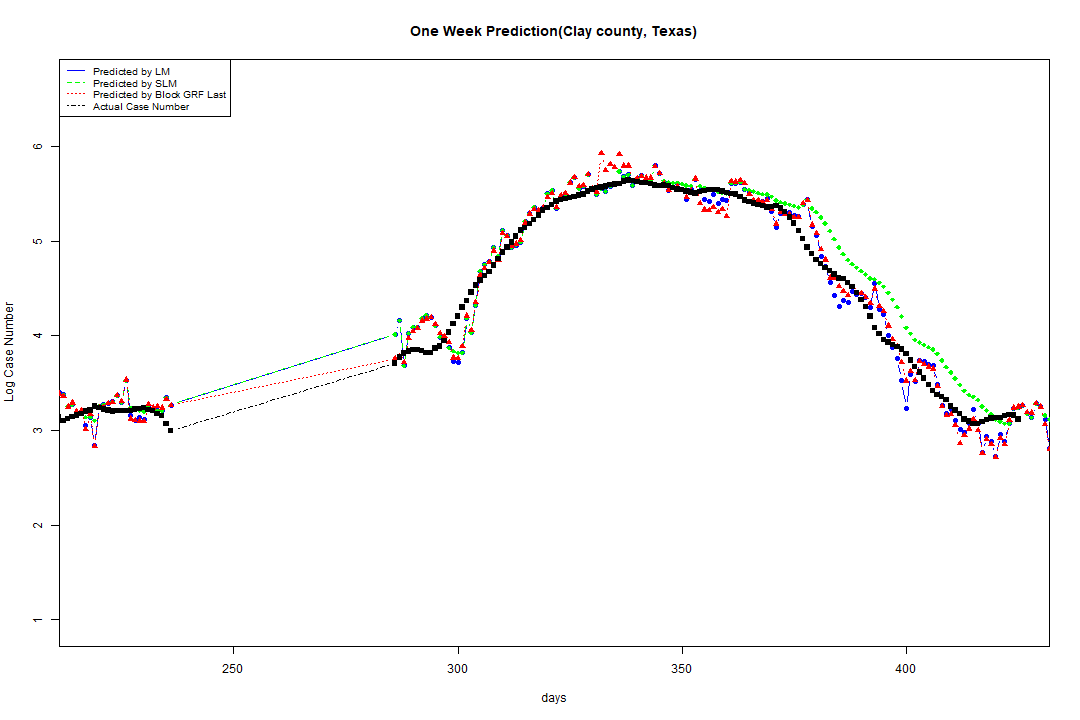 One Week Prediction(Clay county, Texas)
Predicted by LM
Predicted by SLM
Predicted by Block GRF Last
Actual Case Number
6
5
4
3
2
1
Log Case Number
250
300
350
400
days